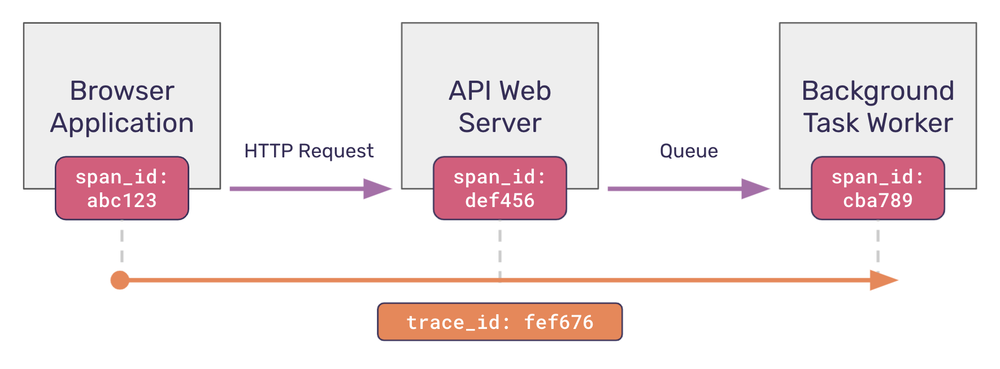 Browser
Application
API Web
Server
Background
Task Worker
HTTP Request
Queue
span_id:
abc123
span_id:
def456
span_id:
cba789
trace_id: fef676